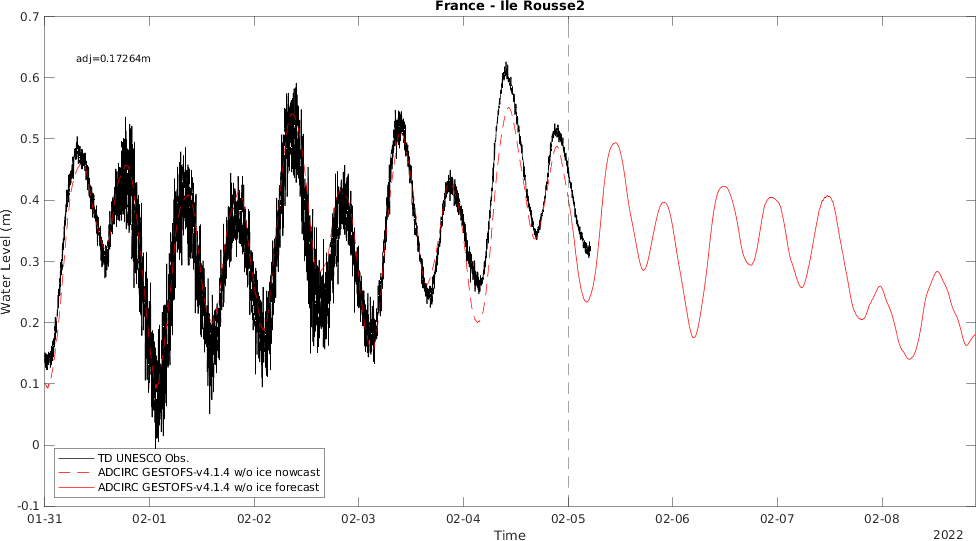 France - Ile Rousse2
adj=0.17264m
Water Level (m)
0.7
0.6
0.5
0.4
0.3
0.2
0.1
0
-0.1
TD UNESCO Obs.
ADCIRC GESTOFS-v4.1.4 w/o ice nowcast
ADCIRC GESTOFS-v4.1.4 w/o ice forecast
01-31 02-01 02-02 02-03 02-04 02-05 02-06 02-07 02-08
Time
2022